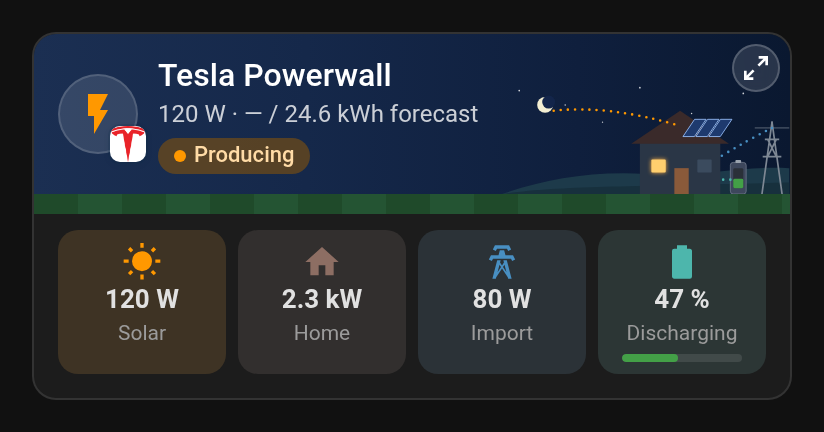 Tesla Powerwall
120 W · — / 24.6 kWh forecast
Producing
120 W
Solar
2.3 kW
Home
80 W
Import
47 %
Discharging